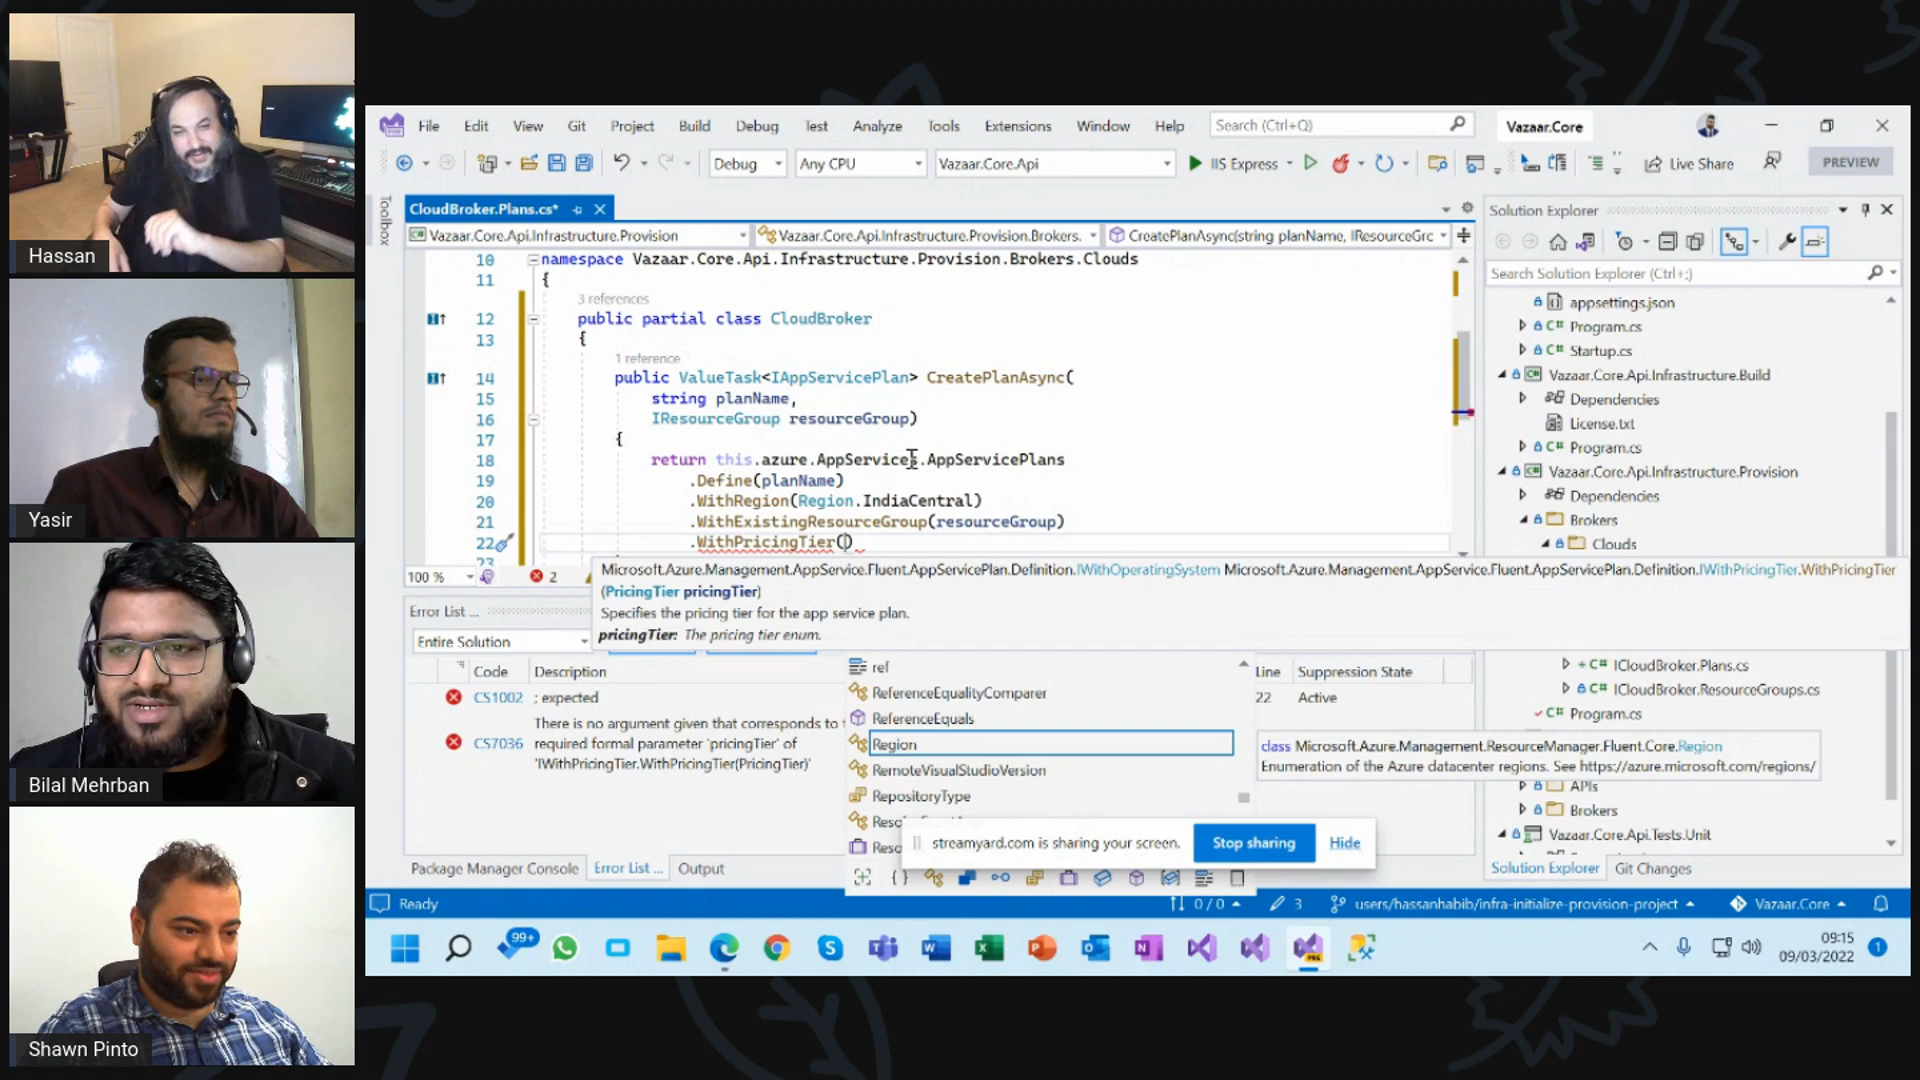 Hassan
Yasir
Bilal Mehrban
Shawn Pinto
File Edit View Git Project Build Debug Test Analyze Tools Extensions Window Help Search (Ctrl+Q) Vazaar.Core
Debug Any CPU Vazaar.Core.Api IIS Express Live Share PREVIEW
Toolbox
CloudBroker.Plans.cs*
Vazaar.Core.Api.Infrastructure.Provision Vazaar.Core.Api.Infrastructure.Provision.Brokers. CreatePlanAsync(string planName, IResourceGrc
10 namespace Vazaar.Core.Api.Infrastructure.Provision.Brokers.Clouds
11 {
3 references
12 public partial class CloudBroker
13 {
1 reference
14 public ValueTask<IAppServicePlan> CreatePlanAsync(
15 string planName,
16 IResourceGroup resourceGroup)
17 {
18 return this.azure.AppServices.AppServicePlans
19 .Define(planName)
20 .WithRegion(Region.IndiaCentral)
21 .WithExistingResourceGroup(resourceGroup)
22 .WithPricingTier()
23
100 % 2
Microsoft.Azure.Management.AppService.Fluent.AppServicePlan.Definition.IWithOperatingSystem Microsoft.Azure.Management.AppService.Fluent.AppServicePlan.Definition.IWithPricingTier.WithPricingTier
(PricingTier pricingTier)
Specifies the pricing tier for the app service plan.
pricingTier: The pricing tier enum.
Error List ...
Entire Solution
Code Description Line Suppression State
CS1002 ; expected 22 Active
There is no argument given that corresponds to
CS7036 required formal parameter 'pricingTier' of
'IWithPricingTier.WithPricingTier(PricingTier)'
ref
ReferenceEqualityComparer
ReferenceEquals
Region
RemoteVisualStudioVersion
RepositoryType
class Microsoft.Azure.Management.ResourceManager.Fluent.Core.Region
Enumeration of the Azure datacenter regions. See https://azure.microsoft.com/regions/
streamyard.com is sharing your screen. Stop sharing Hide
Package Manager Console Error List ... Output
Solution Explorer
Search Solution Explorer (Ctrl+;)
appsettings.json
C# Program.cs
C# Startup.cs
Vazaar.Core.Api.Infrastructure.Build
Dependencies
License.txt
C# Program.cs
Vazaar.Core.Api.Infrastructure.Provision
Dependencies
Brokers
Clouds
C# ICloudBroker.Plans.cs
C# ICloudBroker.ResourceGroups.cs
C# Program.cs
APIs
Brokers
Vazaar.Core.Api.Tests.Unit
Solution Explorer Git Changes
Ready 0 / 0 3 users/hassanhabib/infra-initialize-provision-project Vazaar.Core
99+
09:15
09/03/2022
1